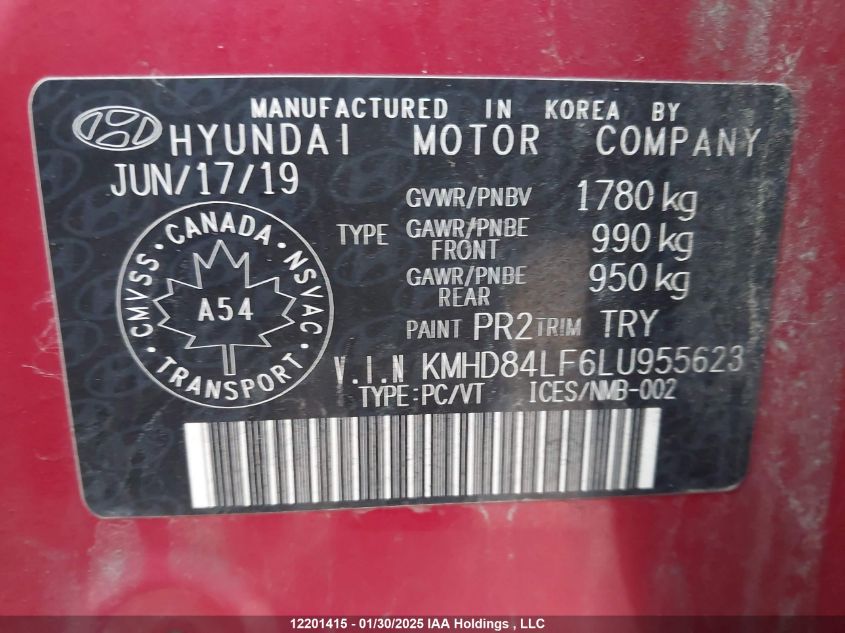 MANUFACTURED IN KOREA BY
HYUNDAI MOTOR COMPANY
JUN/17/19
GVWR/PNBV 1780 kg
TYPE GAWR/PNBE FRONT 990 kg
GAWR/PNBE REAR 950 kg
PAINT PR2 TRIM TRY
V.I.N KMHD84LF6LU955623
TYPE:PC/VT ICES/NMB-002
CMVSS · CANADA · NSVAC
A54
TRANSPORT
12201415 - 01/30/2025 IAA Holdings , LLC